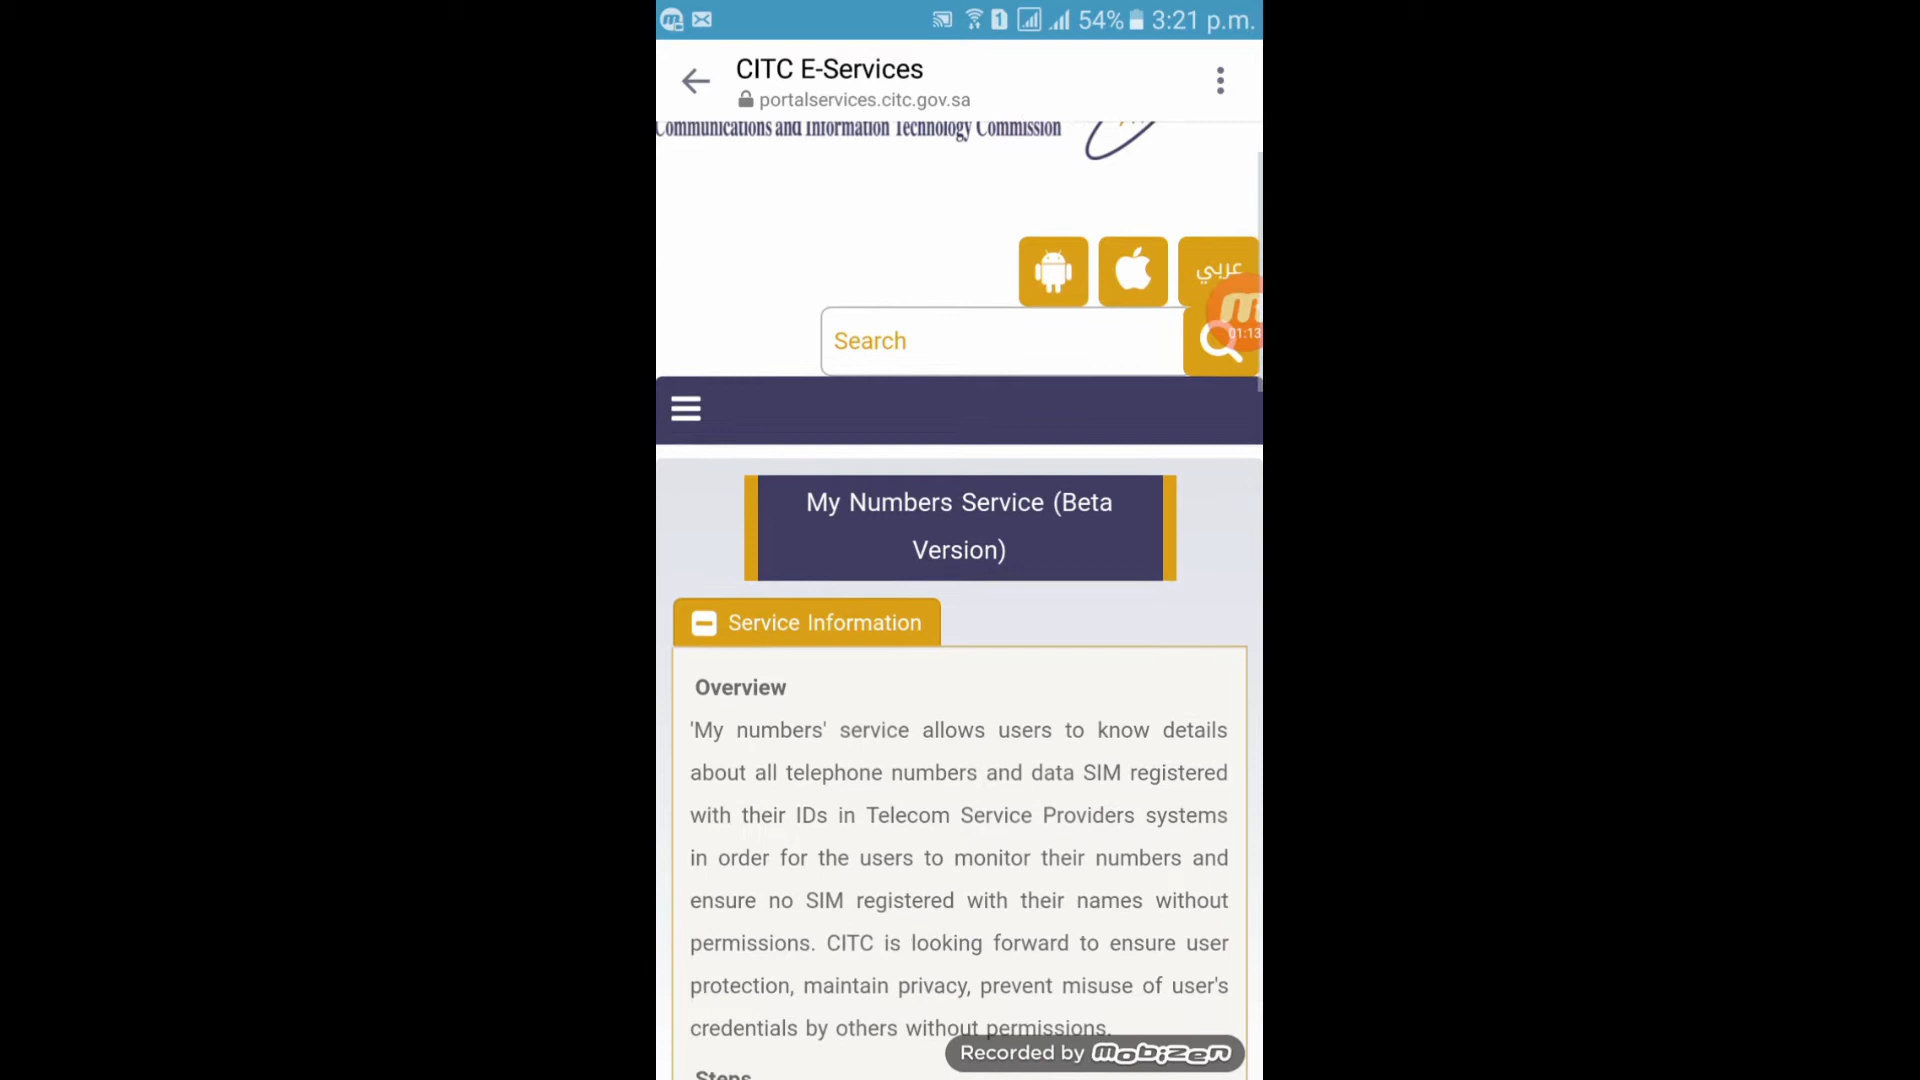 54% 3:21 p.m.
CITC E-Services
portalservices.citc.gov.sa
Communications and Information Technology Commission
عربي
01:13
Search
My Numbers Service (Beta
Version)
Service Information
Overview
'My numbers' service allows users to know details
about all telephone numbers and data SIM registered
with their IDs in Telecom Service Providers systems
in order for the users to monitor their numbers and
ensure no SIM registered with their names without
permissions. CITC is looking forward to ensure user
protection, maintain privacy, prevent misuse of user's
credentials by others without permissions.
Recorded by Mobizen
Steps